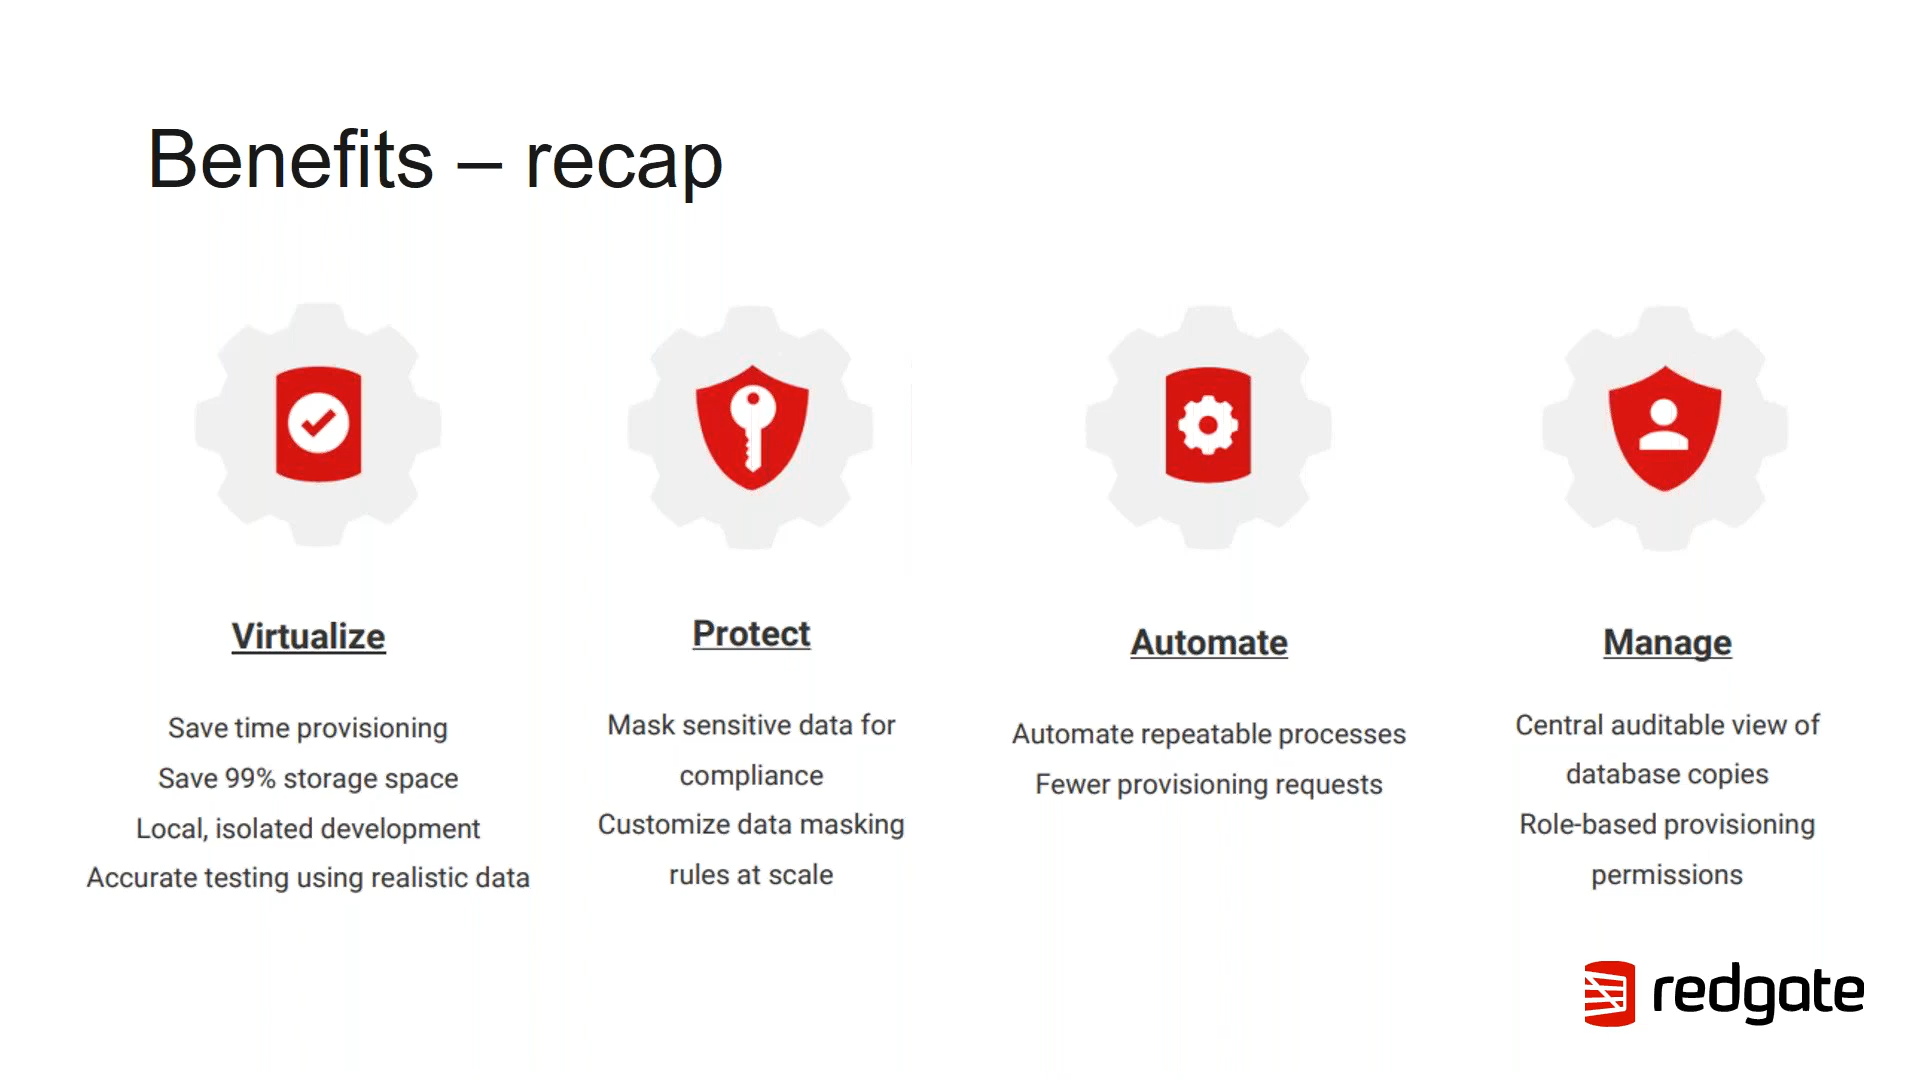 Benefits – recap
Virtualize
Save time provisioning
Save 99% storage space
Local, isolated development
Accurate testing using realistic data
Protect
Mask sensitive data for
compliance
Customize data masking
rules at scale
Automate
Automate repeatable processes
Fewer provisioning requests
Manage
Central auditable view of
database copies
Role-based provisioning
permissions
redgate